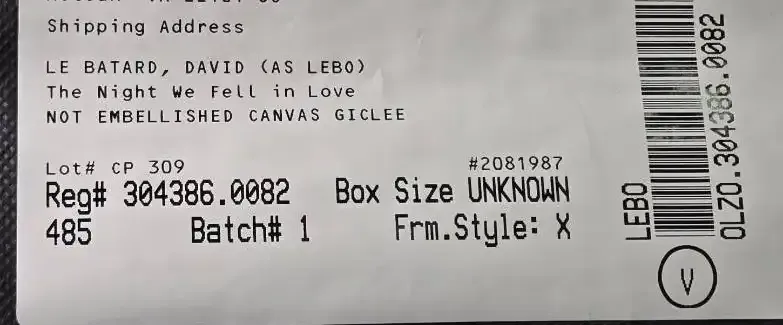 Shipping Address
LE BATARD, DAVID (AS LEBO)
The Night We Fell in Love
NOT EMBELLISHED CANVAS GICLEE
Lot# CP 309 #2081987
Reg# 304386.0082 Box Size UNKNOWN
485 Batch# 1 Frm.Style: X
LEBO
OLZO.304386.0082
V